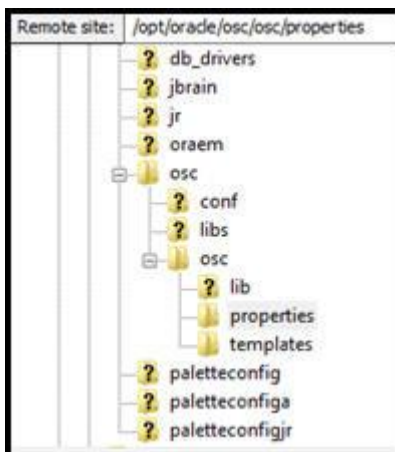 Remote site: /opt/oracle/osc/osc/properties
db_drivers
jbrain
jr
oraem
osc
conf
libs
osc
lib
properties
templates
paletteconfig
paletteconfiga
paletteconfigjr